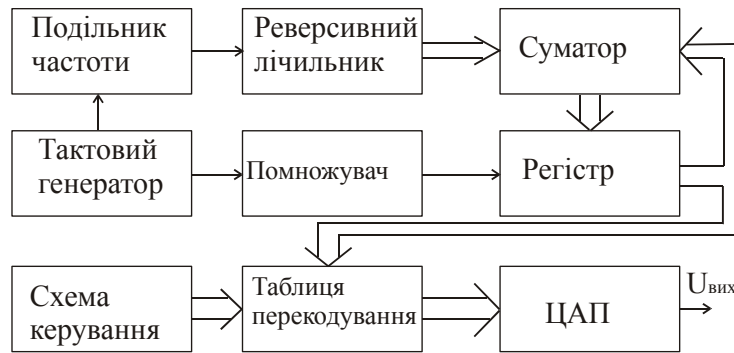 Подільник
частоти
Реверсивний
лічильник
Суматор
Тактовий
генератор
Помножувач
Регістр
Схема
керування
Таблиця
перекодування
ЦАП
Uвих